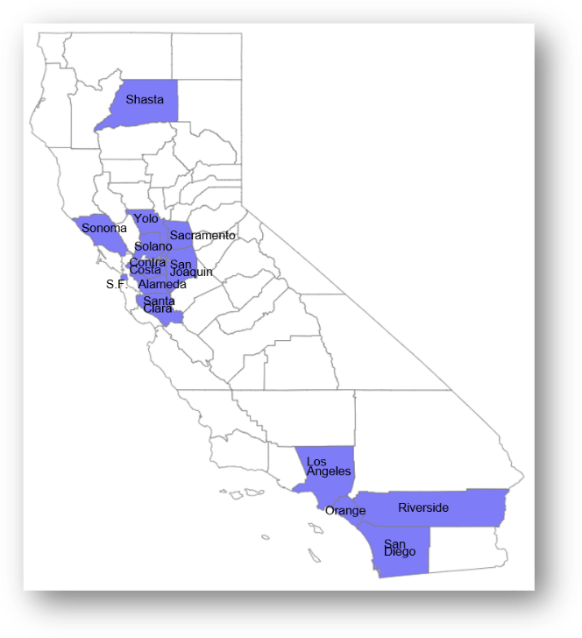 Shasta
Yolo
Sonoma
Sacramento
Solano
Contra
Costa
San
Joaquin
S.F.
Alameda
Santa
Clara
Los
Angeles
Orange
Riverside
San
Diego